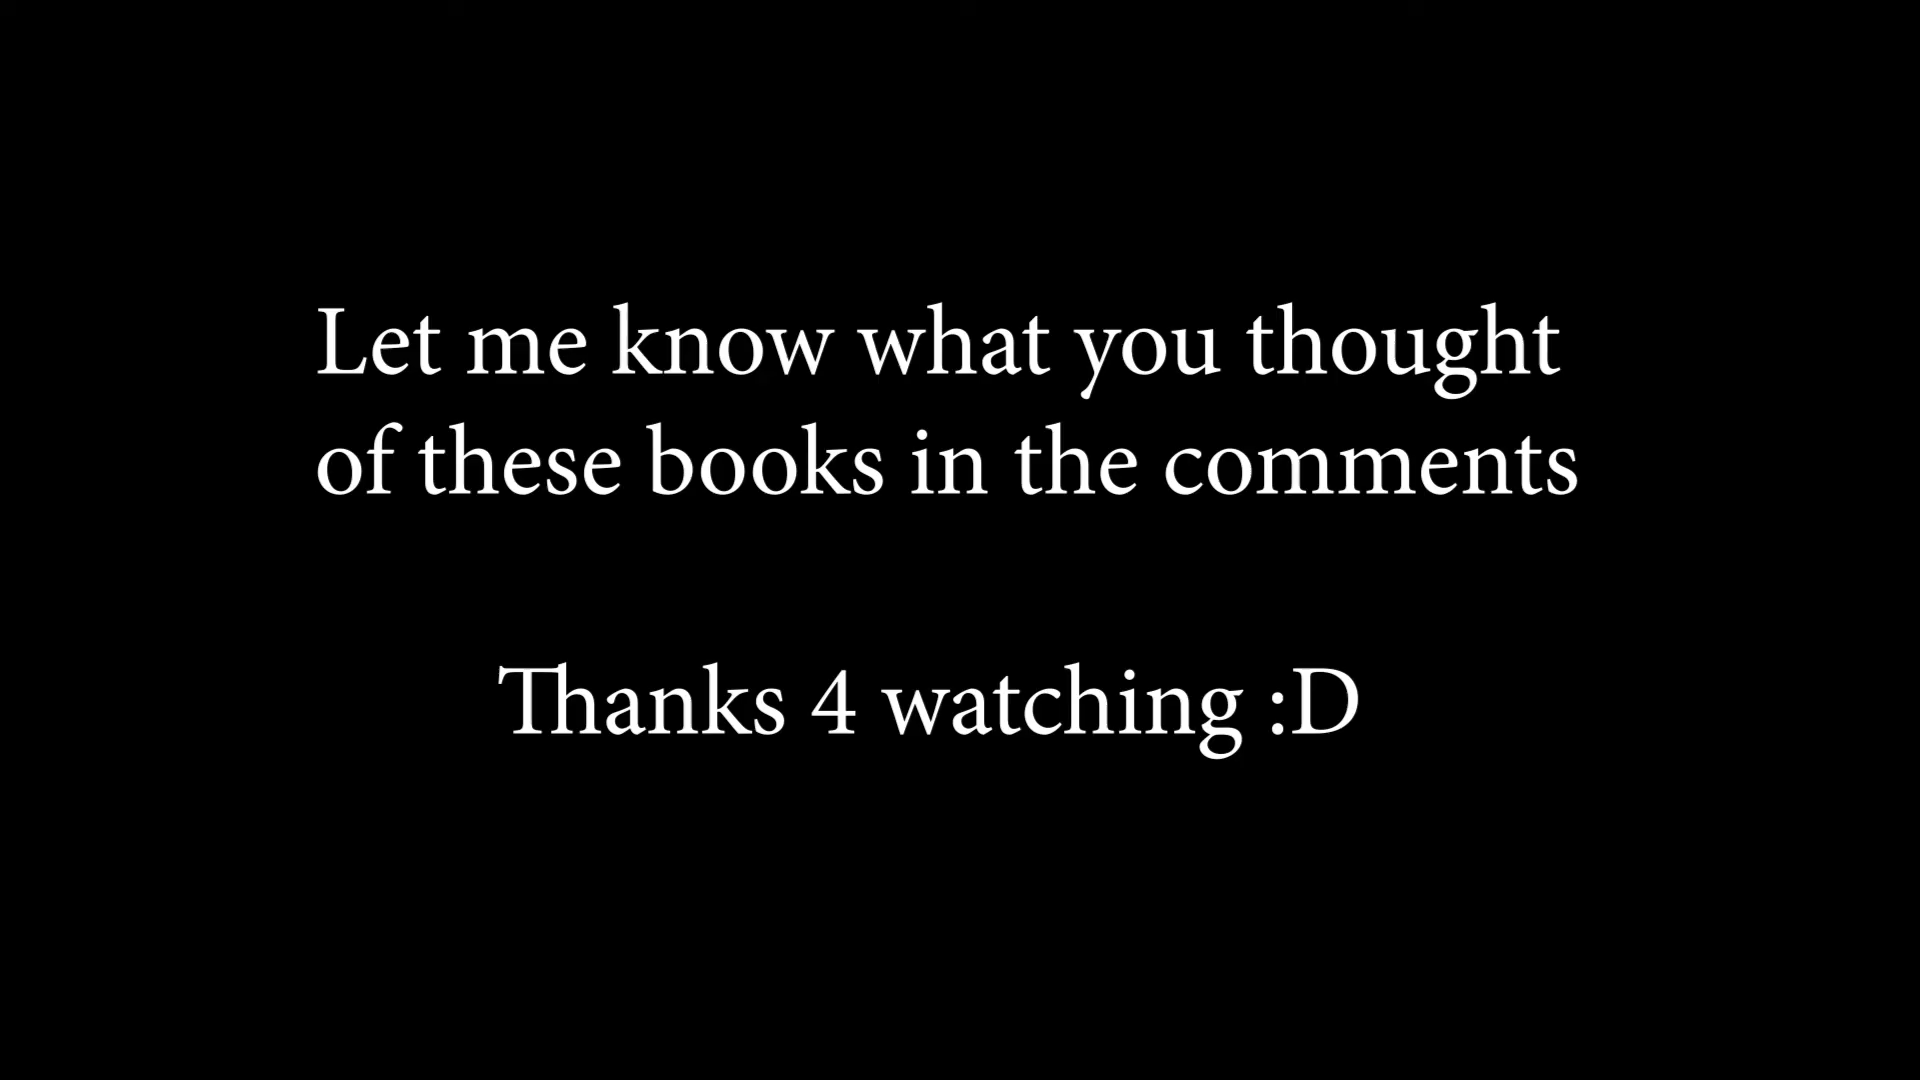 Let me know what you thought
of these books in the comments
Thanks 4 watching :D